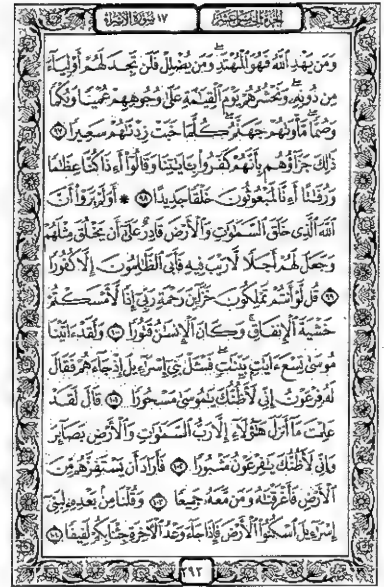 الجزء الخامس عشر ١٧ سورة الإسراء
وَمَن يَهْدِ ٱللَّهُ فَهُوَ ٱلْمُهْتَدِ وَمَن يُضْلِلْ فَلَن تَجِدَ لَهُمْ أَوْلِيَآءَ
مِن دُونِهِۦ وَنَحْشُرُهُمْ يَوْمَ ٱلْقِيَٰمَةِ عَلَىٰ وُجُوهِهِمْ عُمْيًا وَبُكْمًا
وَصُمًّا مَّأْوَىٰهُمْ جَهَنَّمُ كُلَّمَا خَبَتْ زِدْنَٰهُمْ سَعِيرًا ٩٧
ذَٰلِكَ جَزَآؤُهُم بِأَنَّهُمْ كَفَرُوا۟ بِـَٔايَٰتِنَا وَقَالُوٓا۟ أَءِذَا كُنَّا عِظَٰمًا
وَرُفَٰتًا أَءِنَّا لَمَبْعُوثُونَ خَلْقًا جَدِيدًا ٩٨ ۞ أَوَلَمْ يَرَوْا۟ أَنَّ
ٱللَّهَ ٱلَّذِى خَلَقَ ٱلسَّمَٰوَٰتِ وَٱلْأَرْضَ قَادِرٌ عَلَىٰٓ أَن يَخْلُقَ مِثْلَهُمْ
وَجَعَلَ لَهُمْ أَجَلًا لَّا رَيْبَ فِيهِ فَأَبَى ٱلظَّٰلِمُونَ إِلَّا كُفُورًا
٩٩ قُل لَّوْ أَنتُمْ تَمْلِكُونَ خَزَآئِنَ رَحْمَةِ رَبِّىٓ إِذًا لَّأَمْسَكْتُمْ
خَشْيَةَ ٱلْإِنفَاقِ وَكَانَ ٱلْإِنسَٰنُ قَتُورًا ١٠٠ وَلَقَدْ ءَاتَيْنَا
مُوسَىٰ تِسْعَ ءَايَٰتٍۭ بَيِّنَٰتٍ فَسْـَٔلْ بَنِىٓ إِسْرَٰٓءِيلَ إِذْ جَآءَهُمْ فَقَالَ
لَهُۥ فِرْعَوْنُ إِنِّى لَأَظُنُّكَ يَٰمُوسَىٰ مَسْحُورًا ١٠١ قَالَ لَقَدْ
عَلِمْتَ مَآ أَنزَلَ هَٰٓؤُلَآءِ إِلَّا رَبُّ ٱلسَّمَٰوَٰتِ وَٱلْأَرْضِ بَصَآئِرَ
وَإِنِّى لَأَظُنُّكَ يَٰفِرْعَوْنُ مَثْبُورًا ١٠٢ فَأَرَادَ أَن يَسْتَفِزَّهُم مِّنَ
ٱلْأَرْضِ فَأَغْرَقْنَٰهُ وَمَن مَّعَهُۥ جَمِيعًا ١٠٣ وَقُلْنَا مِنۢ بَعْدِهِۦ لِبَنِىٓ
إِسْرَٰٓءِيلَ ٱسْكُنُوا۟ ٱلْأَرْضَ فَإِذَا جَآءَ وَعْدُ ٱلْءَاخِرَةِ جِئْنَا بِكُمْ لَفِيفًا ١٠٤
٢٩٢